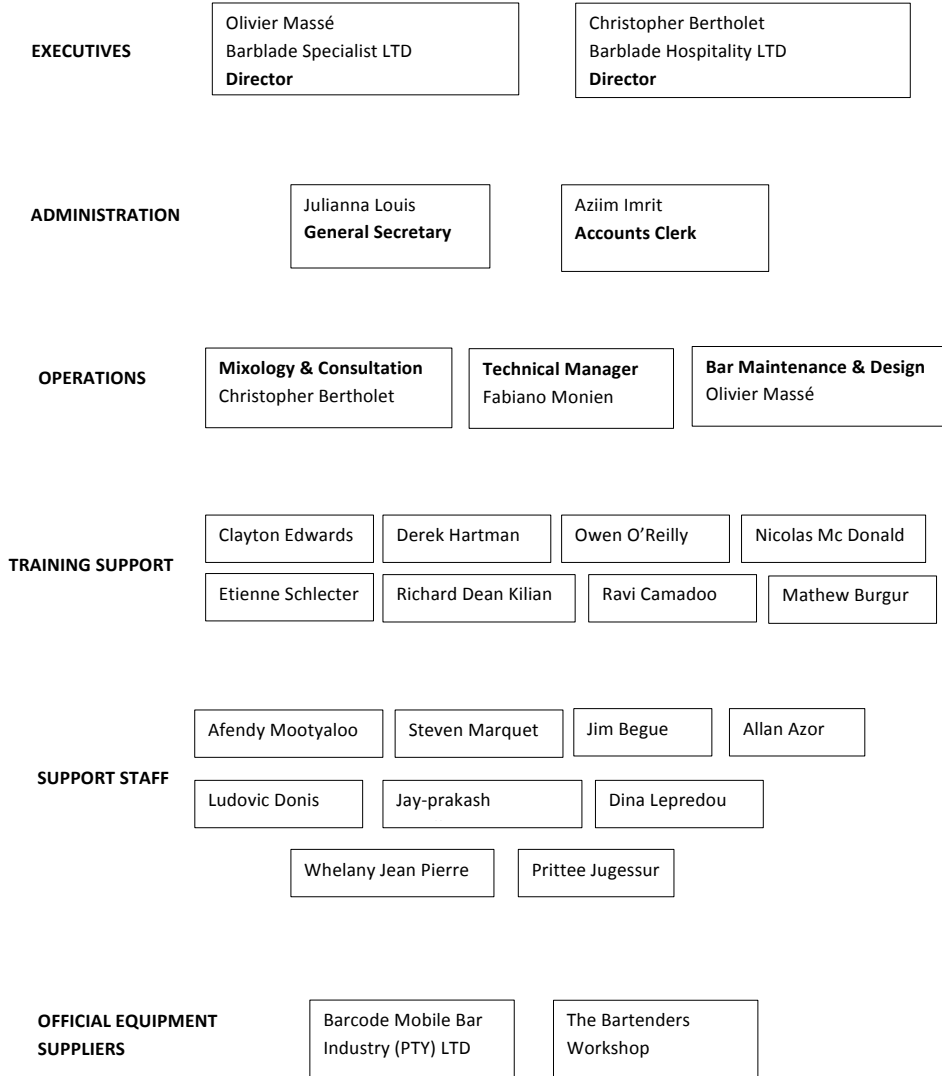 EXECUTIVES
Olivier Massé
Barblade Specialist LTD
Director
Christopher Bertholet
Barblade Hospitality LTD
Director
ADMINISTRATION
Julianna Louis
General Secretary
Aziim Imrit
Accounts Clerk
OPERATIONS
Mixology & Consultation
Christopher Bertholet
Technical Manager
Fabiano Monien
Bar Maintenance & Design
Olivier Massé
TRAINING SUPPORT
Clayton Edwards
Derek Hartman
Owen O’Reilly
Nicolas Mc Donald
Etienne Schlecter
Richard Dean Kilian
Ravi Camadoo
Mathew Burgur
SUPPORT STAFF
Afendy Mootyaloo
Steven Marquet
Jim Begue
Allan Azor
Ludovic Donis
Jay-prakash
Dina Lepredou
Whelany Jean Pierre
Prittee Jugessur
OFFICIAL EQUIPMENT
SUPPLIERS
Barcode Mobile Bar
Industry (PTY) LTD
The Bartenders
Workshop